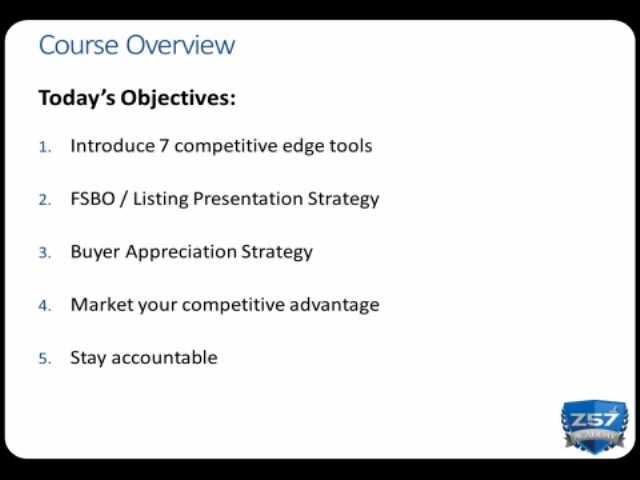 Course Overview
Today's Objectives:
1. Introduce 7 competitive edge tools
2. FSBO / Listing Presentation Strategy
3. Buyer Appreciation Strategy
4. Market your competitive advantage
5. Stay accountable
Z57
ACADEMY